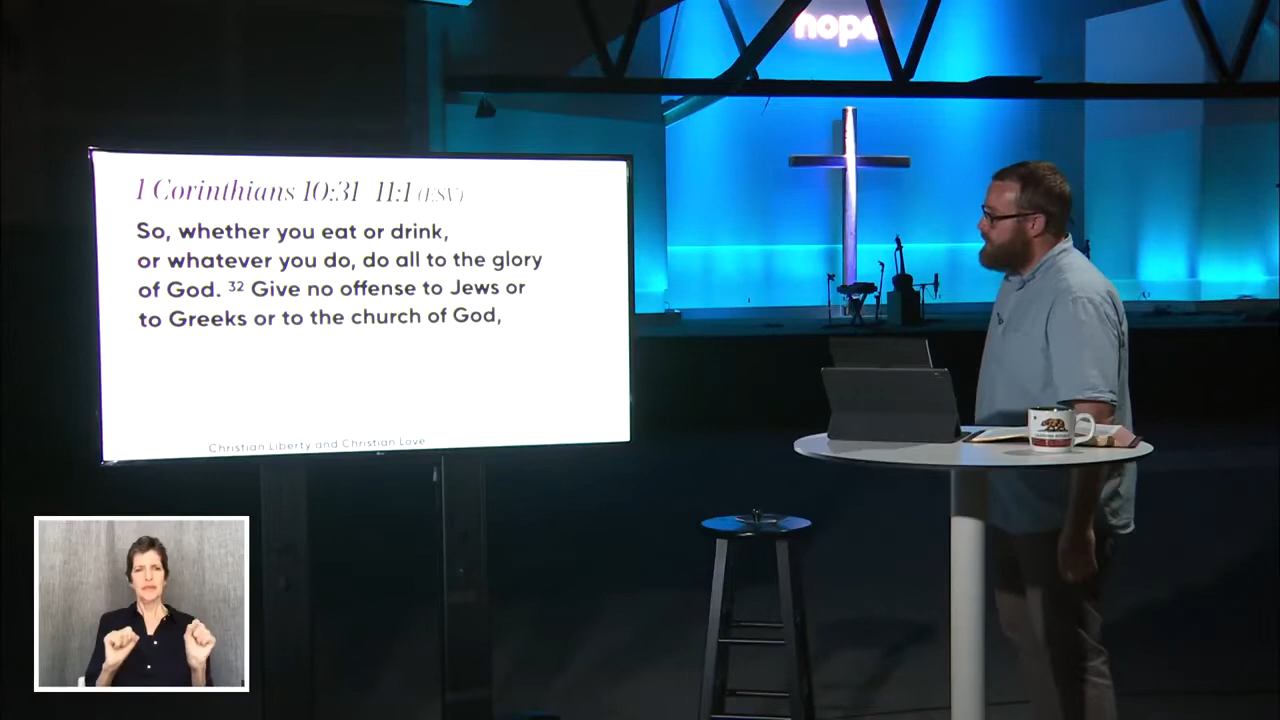 hope
1 Corinthians 10:31 11:1 (ESV)
So, whether you eat or drink,
or whatever you do, do all to the glory
of God. ³² Give no offense to Jews or
to Greeks or to the church of God,
Christian Liberty and Christian Love